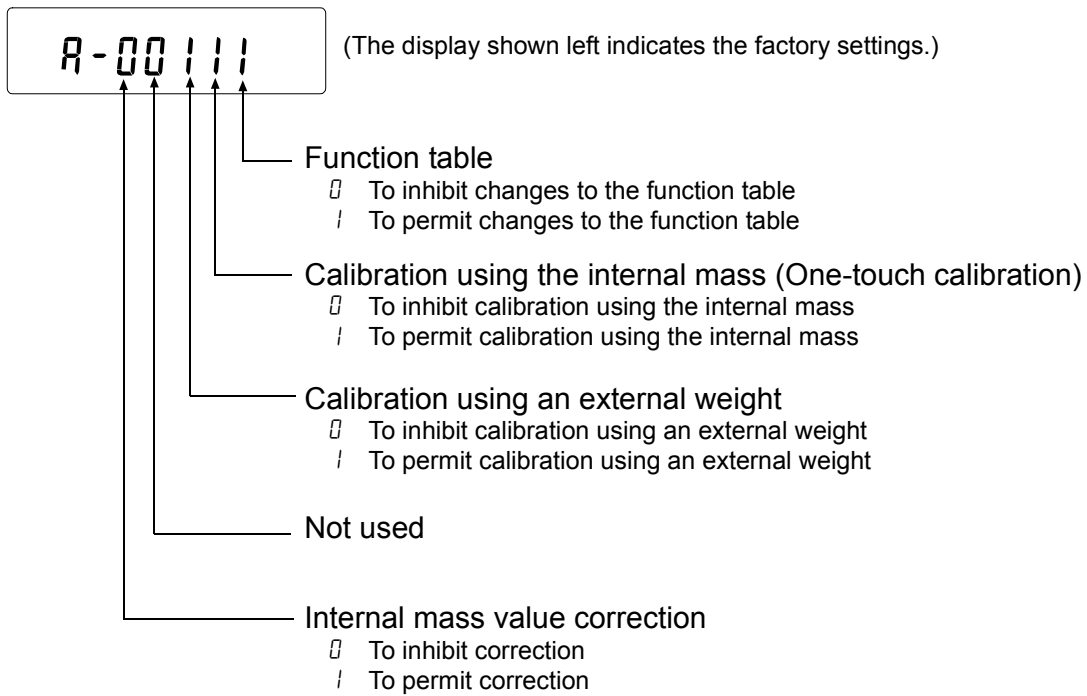 A-00111
(The display shown left indicates the factory settings.)
Function table
0 To inhibit changes to the function table
1 To permit changes to the function table
Calibration using the internal mass (One-touch calibration)
0 To inhibit calibration using the internal mass
1 To permit calibration using the internal mass
Calibration using an external weight
0 To inhibit calibration using an external weight
1 To permit calibration using an external weight
Not used
Internal mass value correction
0 To inhibit correction
1 To permit correction